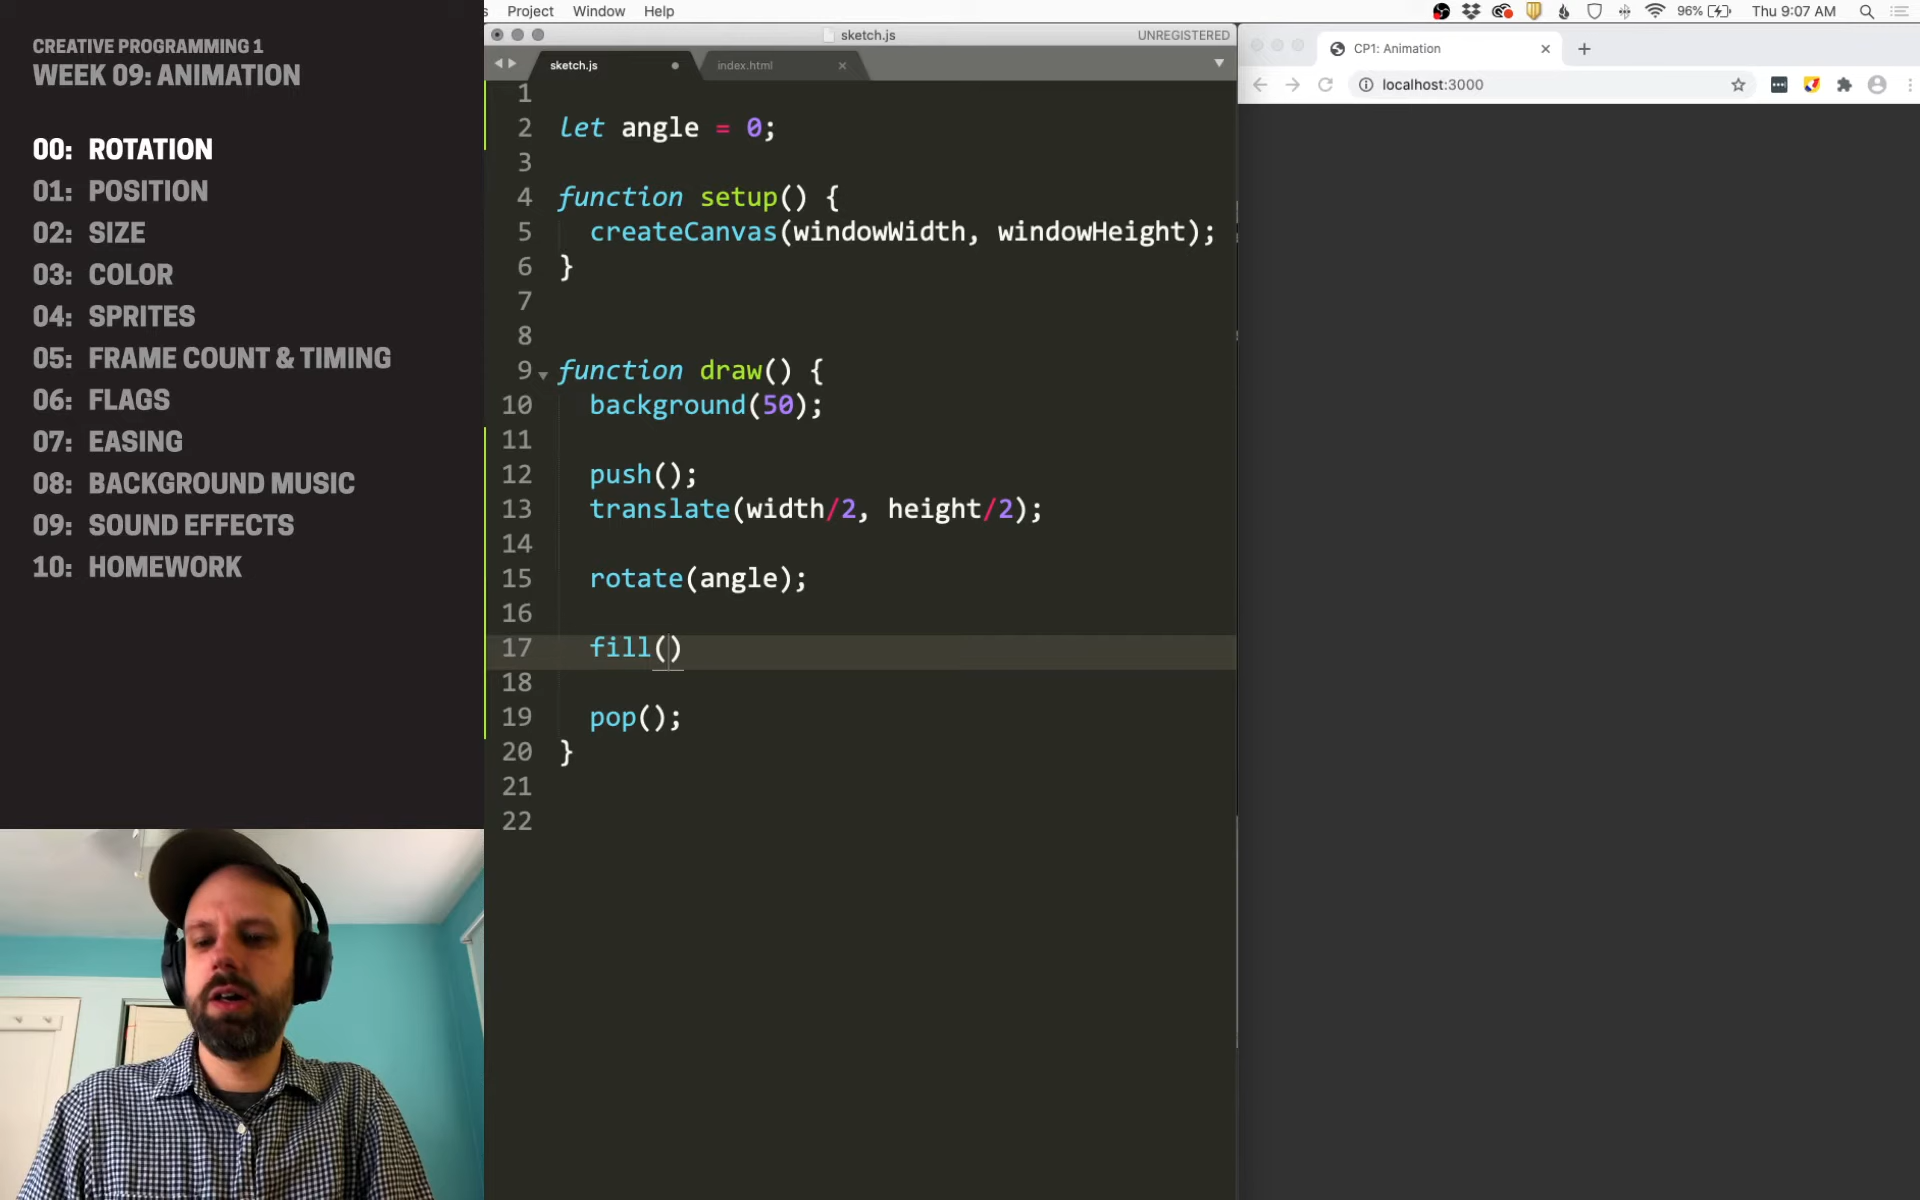 CREATIVE PROGRAMMING 1
WEEK 09: ANIMATION
00: ROTATION
01: POSITION
02: SIZE
03: COLOR
04: SPRITES
05: FRAME COUNT & TIMING
06: FLAGS
07: EASING
08: BACKGROUND MUSIC
09: SOUND EFFECTS
10: HOMEWORK
Project Window Help
96% Thu 9:07 AM
sketch.js UNREGISTERED
sketch.js index.html
1
2 let angle = 0;
3
4 function setup() {
5 createCanvas(windowWidth, windowHeight);
6 }
7
8
9 function draw() {
10 background(50);
11
12 push();
13 translate(width/2, height/2);
14
15 rotate(angle);
16
17 fill()
18
19 pop();
20 }
21
22
CP1: Animation
localhost:3000